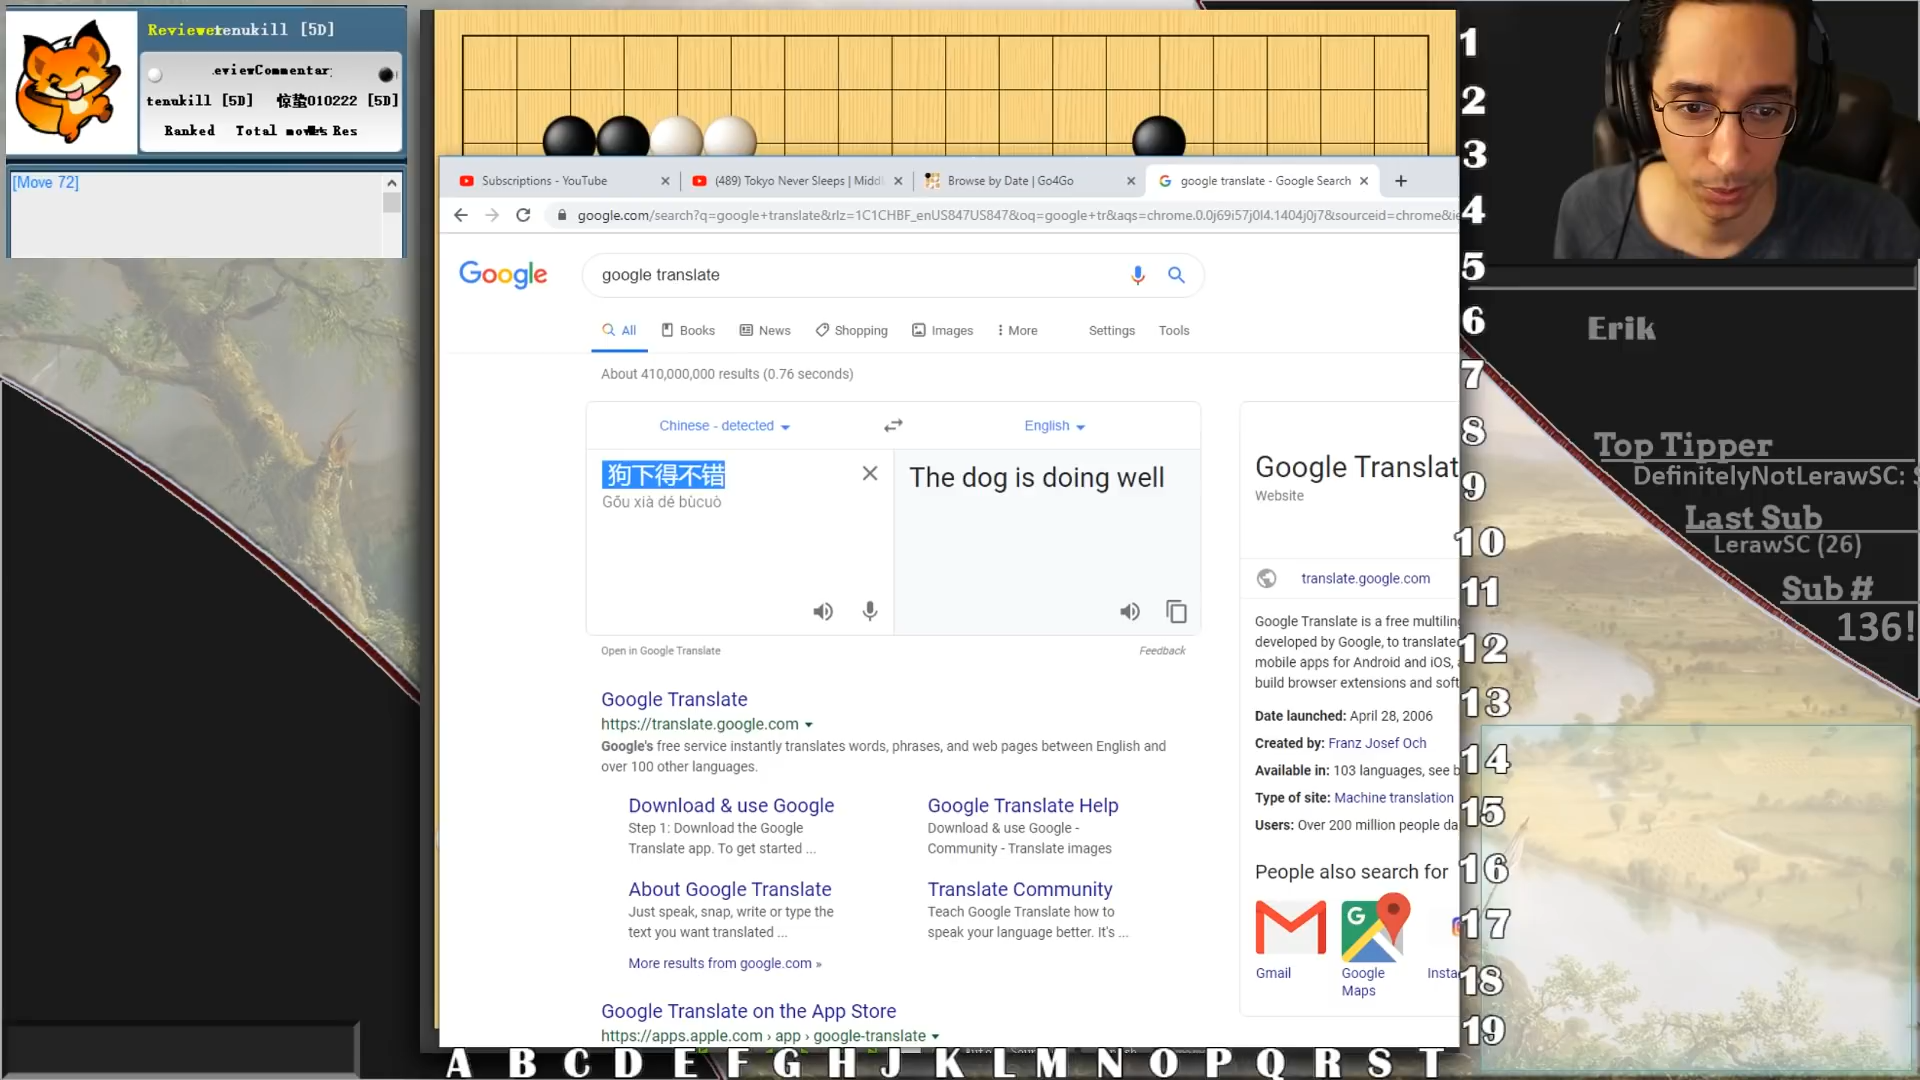 Reviewe
tenukill [5D]
eviewCommentar
tenukill [5D] 惊蛰010222 [5D]
Ranked Total mov Res
[Move 72]
Subscriptions - YouTube
(489) Tokyo Never Sleeps | Middl
Browse by Date | Go4Go
google translate - Google Search
google.com/search?q=google+translate&rlz=1C1CHBF_enUS847US847&oq=google+tr&aqs=chrome.0.0j69i57j0l4.1404j0j7&sourceid=chrome&ie
Google
google translate
All
Books
News
Shopping
Images
More
Settings
Tools
About 410,000,000 results (0.76 seconds)
Chinese - detected
English
狗下得不错
Gǒu xià dé bùcuò
The dog is doing well
Open in Google Translate
Feedback
Google Translate
https://translate.google.com
Google's free service instantly translates words, phrases, and web pages between English and
over 100 other languages.
Download & use Google
Step 1: Download the Google
Translate app. To get started ...
Google Translate Help
Download & use Google -
Community - Translate images
About Google Translate
Just speak, snap, write or type the
text you want translated ...
Translate Community
Teach Google Translate how to
speak your language better. It's ...
More results from google.com »
Google Translate on the App Store
https://apps.apple.com › app › google-translate
Google Translat
Website
translate.google.com
Google Translate is a free multilin
developed by Google, to translate
mobile apps for Android and iOS,
build browser extensions and soft
Date launched: April 28, 2006
Created by: Franz Josef Och
Available in: 103 languages, see b
Type of site: Machine translation
Users: Over 200 million people da
People also search for
G
Gmail
Google
Maps
Insta
1
2
3
4
5
6
7
8
9
10
11
12
13
14
15
16
17
18
19
Erik
Top Tipper
DefinitelyNotLerawSC: $
Last Sub
LerawSC (26)
Sub #
136!
A B C D E F G H J K L M N O P Q R S T